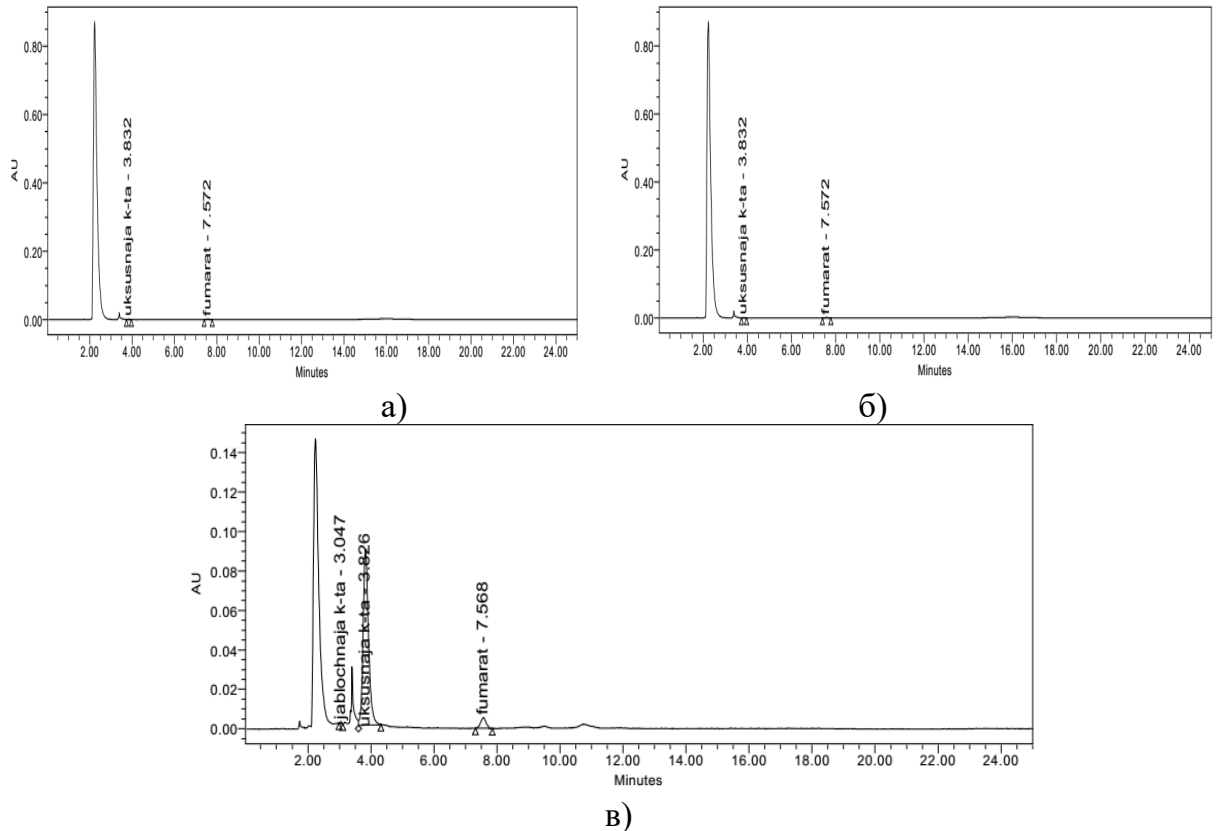 0.80
0.60
0.40
0.20
0.00
AU
uksusnaja k-ta - 3.832
fumarat - 7.572
2.00 4.00 6.00 8.00 10.00 12.00 14.00 16.00 18.00 20.00 22.00 24.00
Minutes
а)
0.80
0.60
0.40
0.20
0.00
AU
uksusnaja k-ta - 3.832
fumarat - 7.572
2.00 4.00 6.00 8.00 10.00 12.00 14.00 16.00 18.00 20.00 22.00 24.00
Minutes
б)
0.14
0.12
0.10
0.08
0.06
0.04
0.02
0.00
AU
jablochnaja k-ta - 3.047
uksusnaja k-ta - 3.826
fumarat - 7.568
2.00 4.00 6.00 8.00 10.00 12.00 14.00 16.00 18.00 20.00 22.00 24.00
Minutes
в)